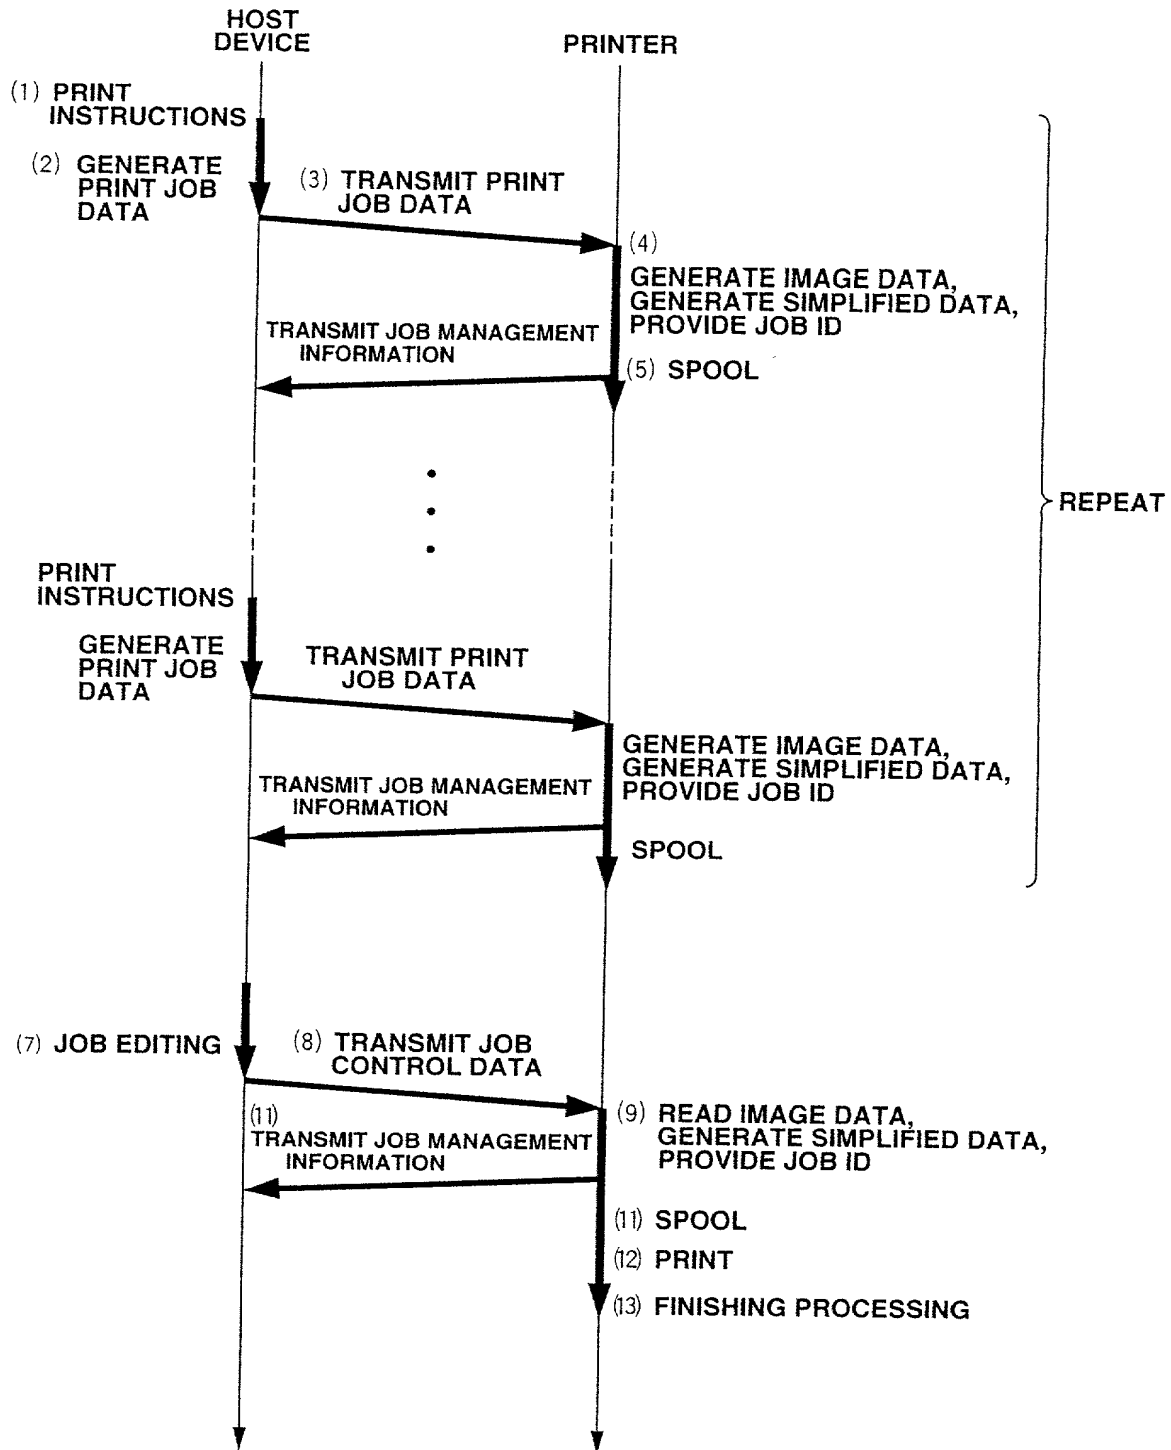 HOST
DEVICE
PRINTER
(1) PRINT
INSTRUCTIONS
(2) GENERATE
PRINT JOB
DATA
(3) TRANSMIT PRINT
JOB DATA
(4)
GENERATE IMAGE DATA,
GENERATE SIMPLIFIED DATA,
PROVIDE JOB ID
TRANSMIT JOB MANAGEMENT
INFORMATION
(5) SPOOL
REPEAT
PRINT
INSTRUCTIONS
GENERATE
PRINT JOB
DATA
TRANSMIT PRINT
JOB DATA
GENERATE IMAGE DATA,
GENERATE SIMPLIFIED DATA,
PROVIDE JOB ID
TRANSMIT JOB MANAGEMENT
INFORMATION
SPOOL
(7) JOB EDITING
(8) TRANSMIT JOB
CONTROL DATA
(9) READ IMAGE DATA,
GENERATE SIMPLIFIED DATA,
PROVIDE JOB ID
(11)
TRANSMIT JOB MANAGEMENT
INFORMATION
(11) SPOOL
(12) PRINT
(13) FINISHING PROCESSING